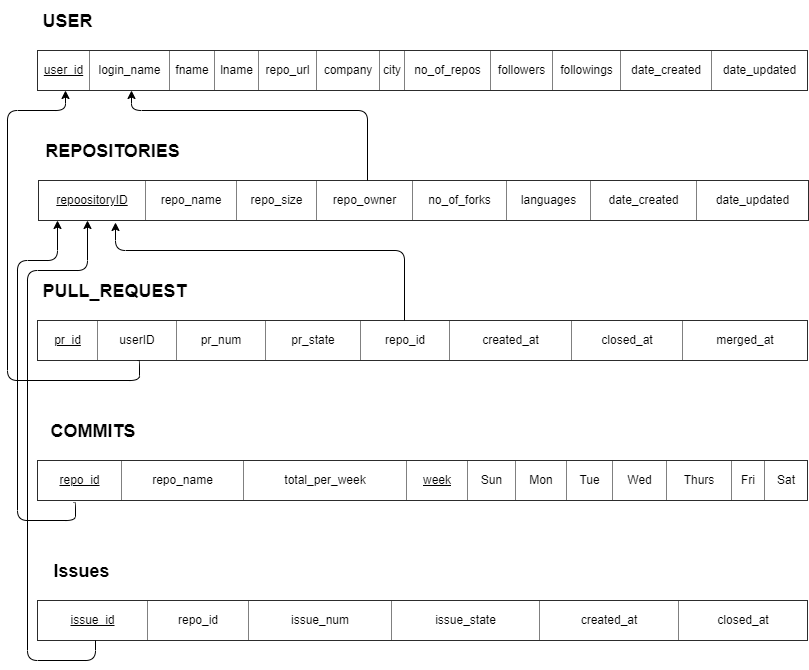 USER
user_id login_name fname lname repo_url company city no_of_repos followers followings date_created date_updated
REPOSITORIES
repoositoryID repo_name repo_size repo_owner no_of_forks languages date_created date_updated
PULL_REQUEST
pr_id userID pr_num pr_state repo_id created_at closed_at merged_at
COMMITS
repo_id repo_name total_per_week week Sun Mon Tue Wed Thurs Fri Sat
Issues
issue_id repo_id issue_num issue_state created_at closed_at